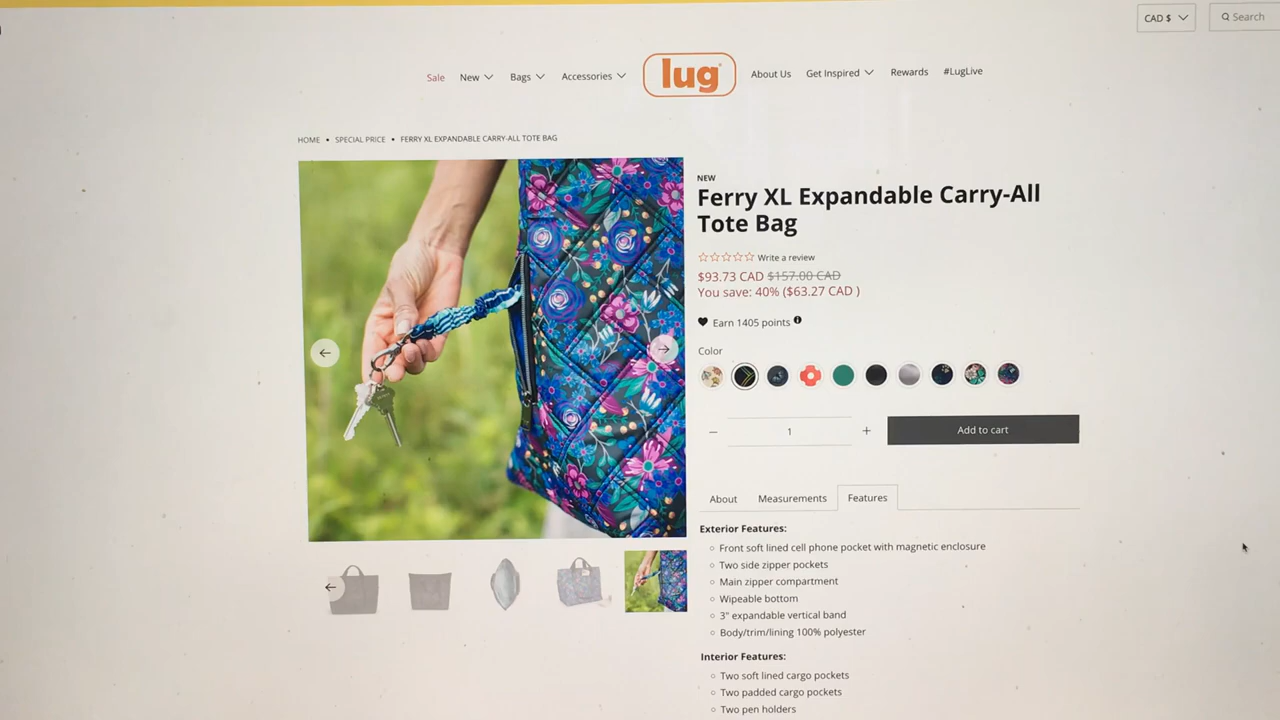 CAD $
Search
Sale
New
Bags
Accessories
lug
About Us
Get Inspired
Rewards
#LugLive
HOME • SPECIAL PRICE • FERRY XL EXPANDABLE CARRY-ALL TOTE BAG
NEW
Ferry XL Expandable Carry-All
Tote Bag
Write a review
$93.73 CAD $157.00 CAD
You save: 40% ($63.27 CAD )
Earn 1405 points
Color
1
Add to cart
About
Measurements
Features
Exterior Features:
Front soft lined cell phone pocket with magnetic enclosure
Two side zipper pockets
Main zipper compartment
Wipeable bottom
3" expandable vertical band
Body/trim/lining 100% polyester
Interior Features:
Two soft lined cargo pockets
Two padded cargo pockets
Two pen holders